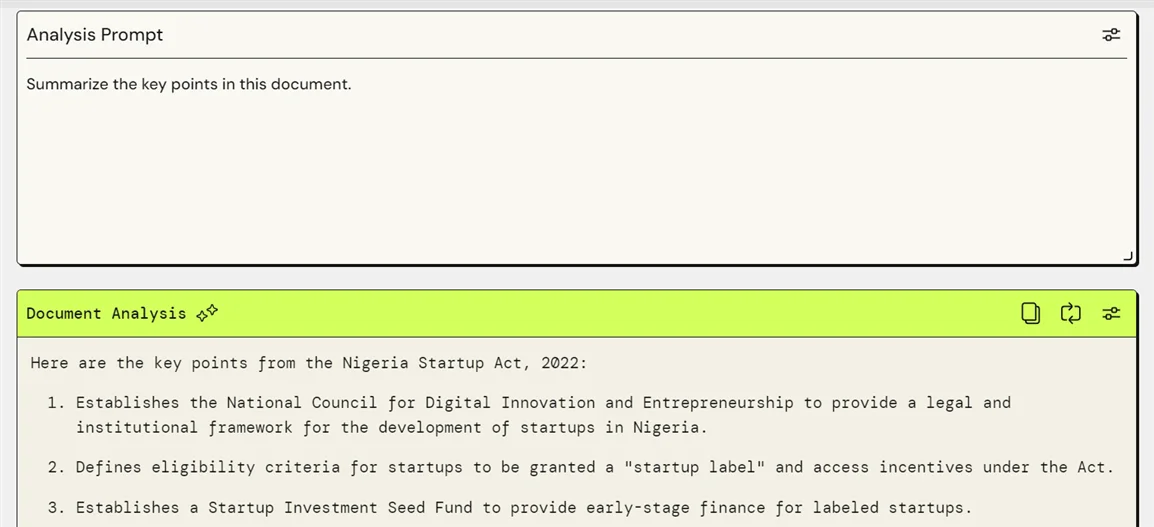 Analysis Prompt
Summarize the key points in this document.
Document Analysis
Here are the key points from the Nigeria Startup Act, 2022:
1. Establishes the National Council for Digital Innovation and Entrepreneurship to provide a legal and
institutional framework for the development of startups in Nigeria.
2. Defines eligibility criteria for startups to be granted a "startup label" and access incentives under the Act.
3. Establishes a Startup Investment Seed Fund to provide early-stage finance for labeled startups.